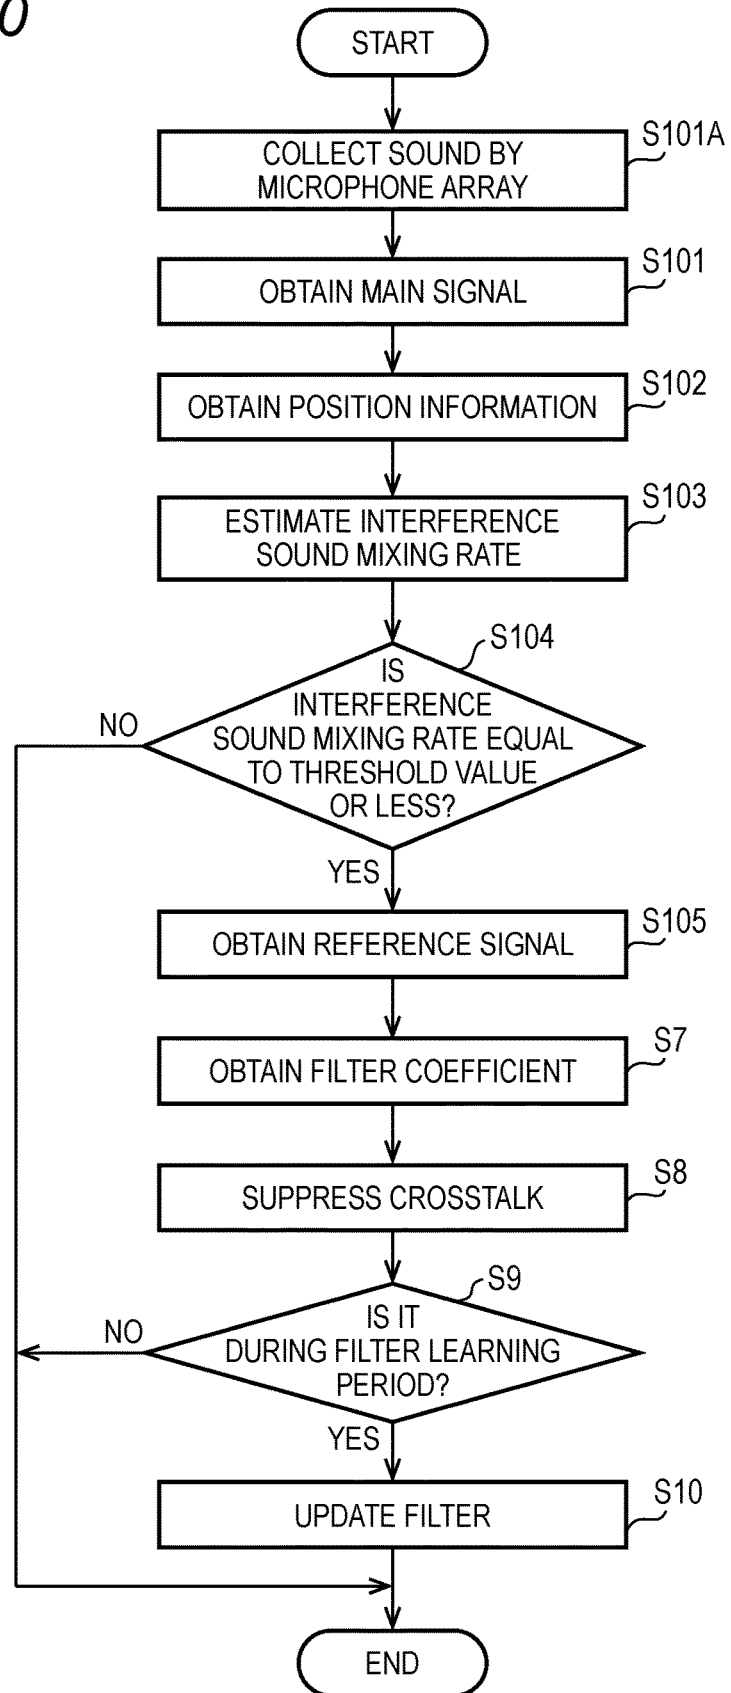 0
START
S101A
COLLECT SOUND BY
MICROPHONE ARRAY
S101
OBTAIN MAIN SIGNAL
S102
OBTAIN POSITION INFORMATION
S103
ESTIMATE INTERFERENCE
SOUND MIXING RATE
S104
IS
INTERFERENCE
SOUND MIXING RATE EQUAL
TO THRESHOLD VALUE
OR LESS?
NO
YES
S105
OBTAIN REFERENCE SIGNAL
S7
OBTAIN FILTER COEFFICIENT
S8
SUPPRESS CROSSTALK
S9
IS IT
DURING FILTER LEARNING
PERIOD?
NO
YES
S10
UPDATE FILTER
END